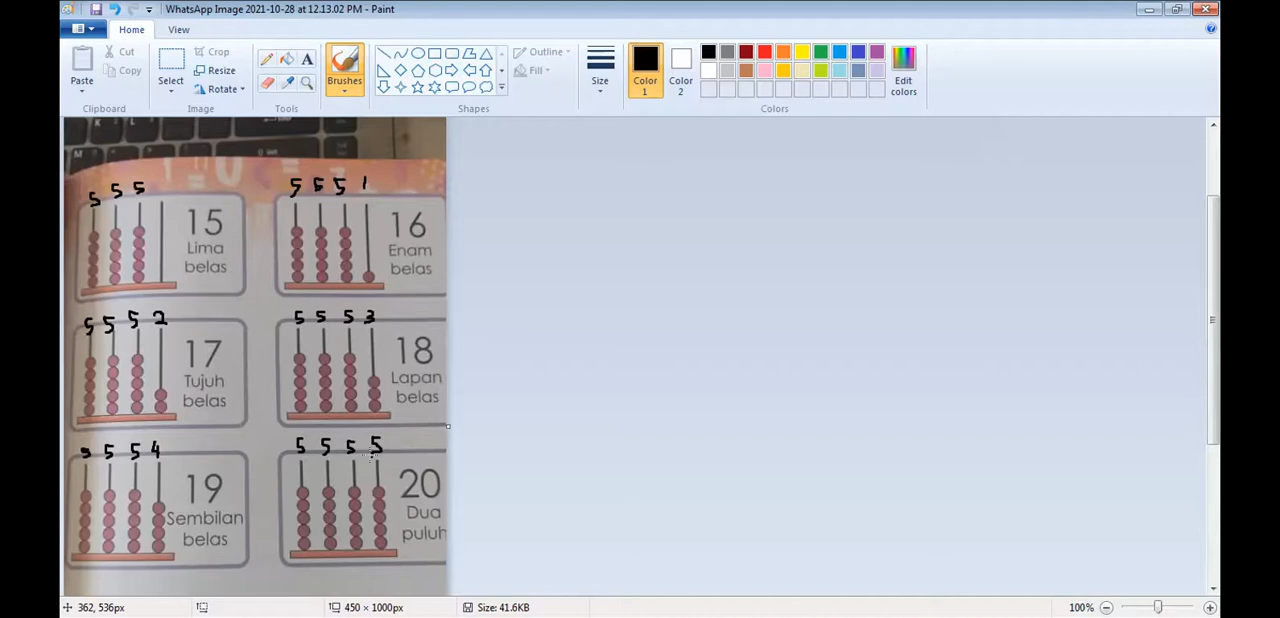 WhatsApp Image 2021-10-28 at 12.13.02 PM - Paint
Home
View
Paste
Cut
Copy
Clipboard
Select
Crop
Resize
Rotate
Image
Tools
Brushes
Shapes
Outline
Fill
Size
Color 1
Color 2
Edit colors
Colors
5 5 5
15
Lima
belas
5 5 5 1
16
Enam
belas
5 5 5 2
17
Tujuh
belas
5 5 5 3
18
Lapan
belas
5 5 5 4
19
Sembilan
belas
5 5 5 5
20
Dua
puluh
362, 536px
450 × 1000px
Size: 41.6KB
100%